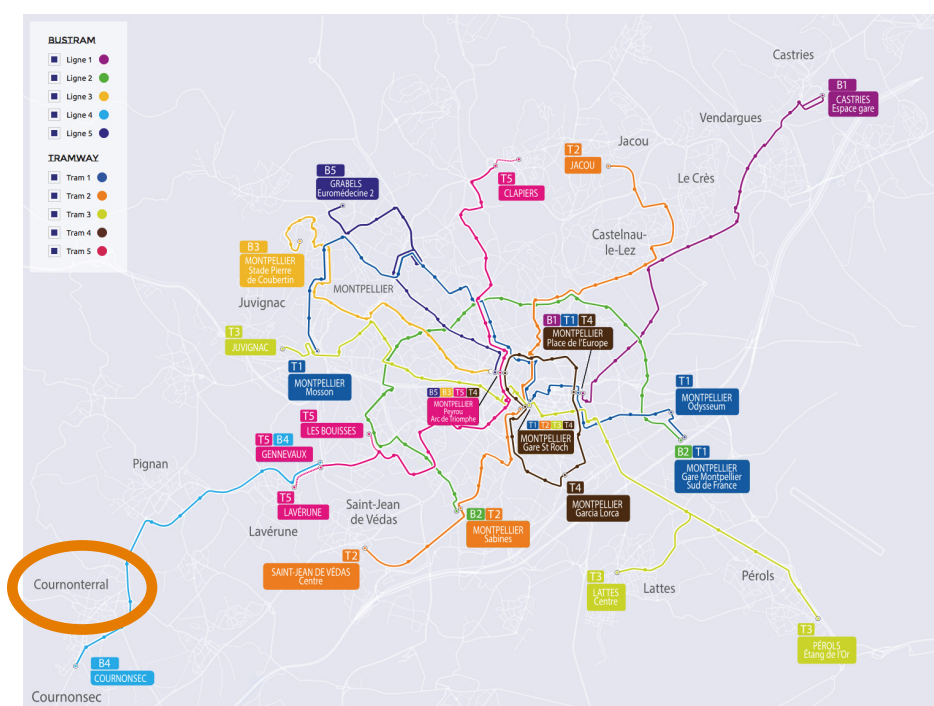 BUSTRAM
Ligne 1
Ligne 2
Ligne 3
Ligne 4
Ligne 5
TRAMWAY
Tram 1
Tram 2
Tram 3
Tram 4
Tram 5
Castries
B1
CASTRIES
Espace gare
Vendargues
Jacou
T2
JACOU
Le Crès
T5
CLAPIERS
B5
GRABELS
Euromédecine 2
Castelnau-
le-Lez
B3
MONTPELLIER
Stade Pierre
de Coubertin
MONTPELLIER
Juvignac
T3
JUVIGNAC
B1 T1 T4
MONTPELLIER
Place de l'Europe
T1
MONTPELLIER
Mosson
T1
MONTPELLIER
Odysseum
B5 B3 T5 T4
MONTPELLIER
Peyrou
Arc de Triomphe
T5
LES BOUISSES
T1 T2 T3 T4
MONTPELLIER
Gare St Roch
T5 B4
GENNEVAUX
B2 T1
MONTPELLIER
Gare Montpellier
Sud de France
Pignan
T5
LAVÉRUNE
Lavérune
Saint-Jean
de Védas
T4
MONTPELLIER
Garcia Lorca
B2 T2
MONTPELLIER
Sabines
T2
SAINT-JEAN DE VÉDAS
Centre
Cournonterral
T3
LATTES
Centre
Lattes
Pérols
T3
PÉROLS
Étang de l'Or
B4
COURNONSEC
Cournonsec